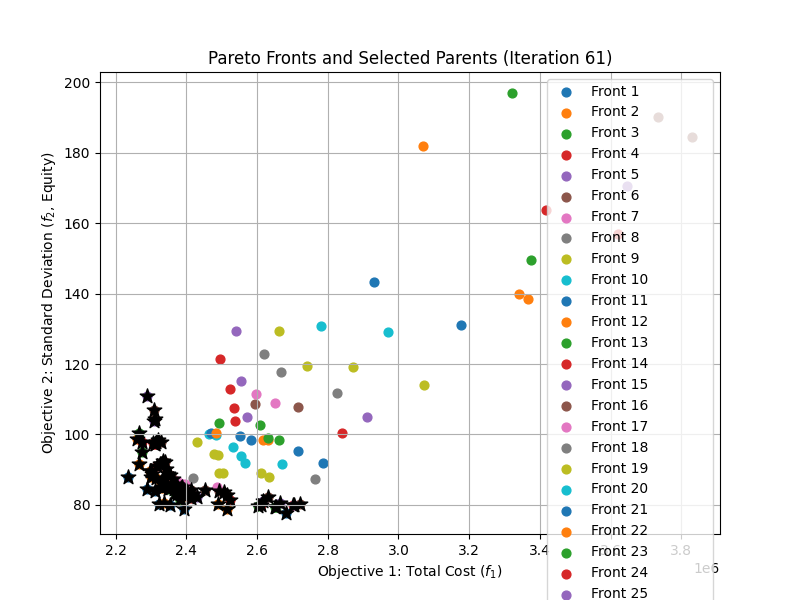 Pareto Fronts and Selected Parents (Iteration 61)
Objective 2: Standard Deviation (f2, Equity)
200
180
160
140
120
100
80
2.2
2.4
2.6
2.8
3.0
3.2
3.4
3.6
3.8
1e6
Objective 1: Total Cost (f1)
Front 1
Front 2
Front 3
Front 4
Front 5
Front 6
Front 7
Front 8
Front 9
Front 10
Front 11
Front 12
Front 13
Front 14
Front 15
Front 16
Front 17
Front 18
Front 19
Front 20
Front 21
Front 22
Front 23
Front 24
Front 25